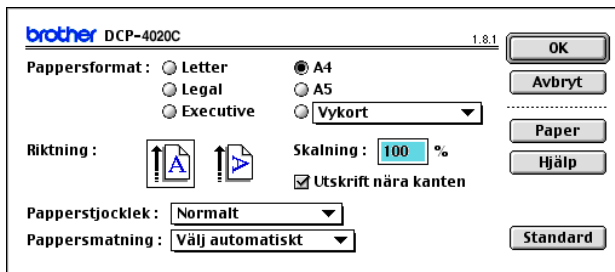 brother DCP-4020C 1.8.1
OK
Pappersformat : Letter A4
Avbryt
Legal A5
Executive Vykort
Paper
Riktning : Skalning : 100 %
Hjälp
Utskrift nära kanten
Papperstjocklek : Normalt
Pappersmatning : Välj automatiskt
Standard